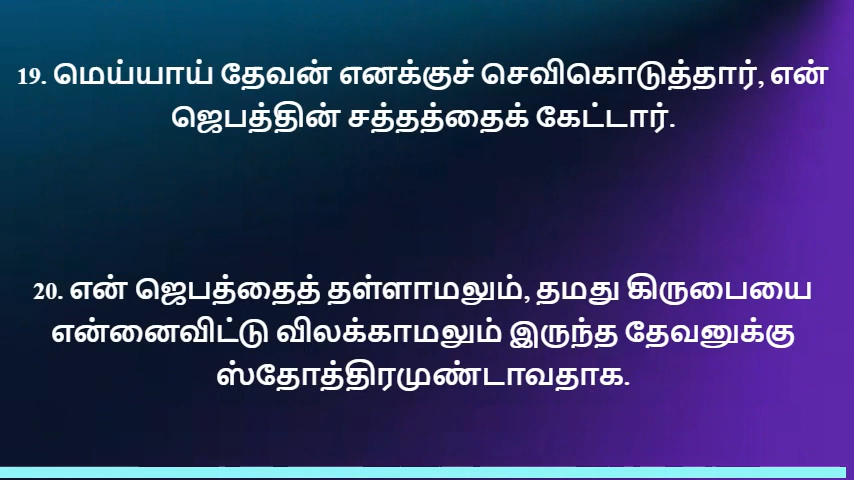 19. மெய்யாய் தேவன் எனக்குச் செவிகொடுத்தார், என்
ஜெபத்தின் சத்தத்தைக் கேட்டார்.
20. என் ஜெபத்தைத் தள்ளாமலும், தமது கிருபையை
என்னைவிட்டு விலக்காமலும் இருந்த தேவனுக்கு
ஸ்தோத்திரமுண்டாவதாக.